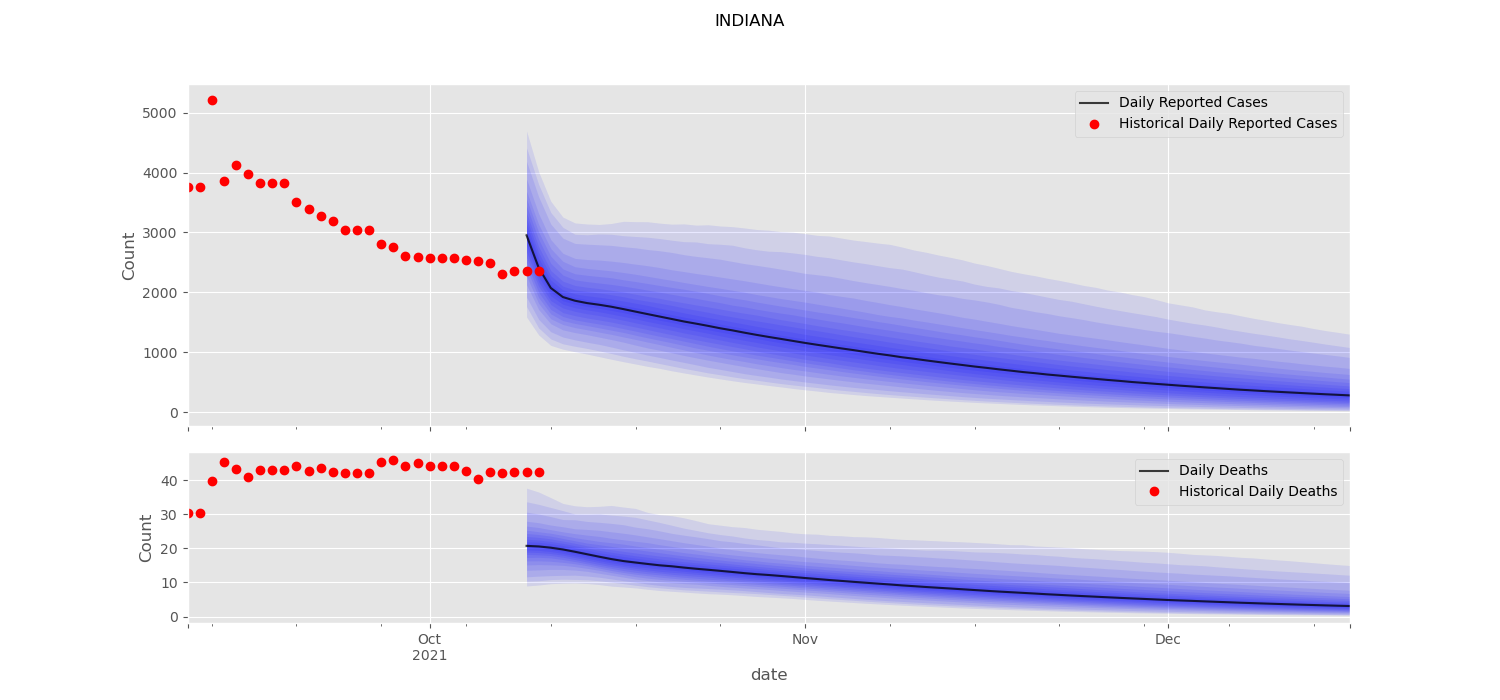 INDIANA
5000
4000
3000
2000
1000
0
Count
Daily Reported Cases
Historical Daily Reported Cases
40
30
20
10
0
Count
Daily Deaths
Historical Daily Deaths
Oct
2021
Nov
Dec
date